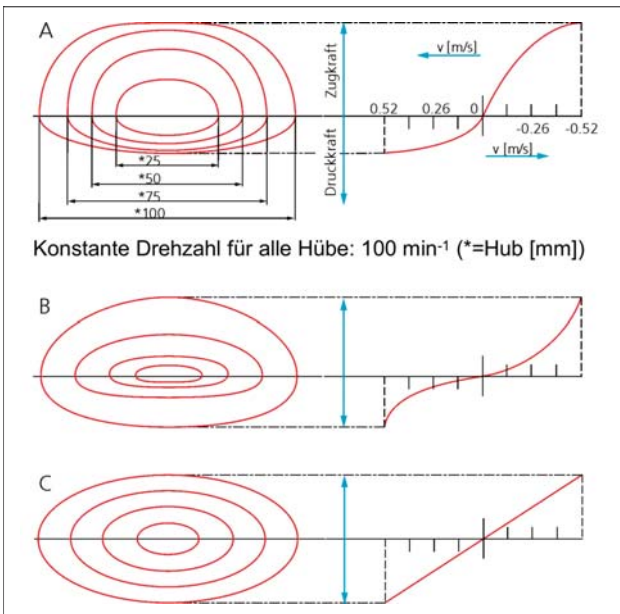 A
Zugkraft
Druckkraft
v [m/s]
0.52 0.26 0
-0.26 -0.52
v [m/s]
*25
*50
*75
*100
Konstante Drehzahl für alle Hübe: 100 min⁻¹ (*=Hub [mm])
B
C